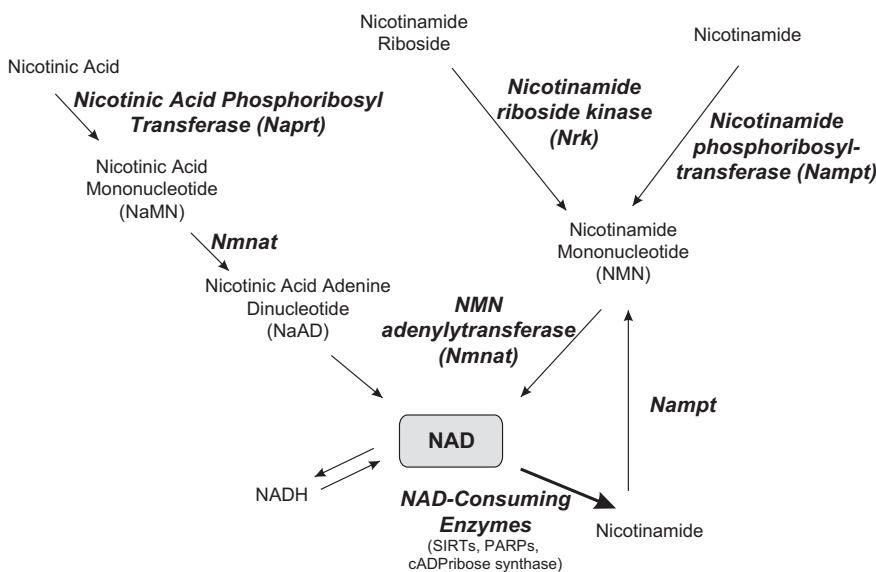 Nicotinic Acid
Nicotinic Acid Phosphoribosyl
Transferase (Naprt)
Nicotinic Acid
Mononucleotide
(NaMN)
Nmnat
Nicotinic Acid Adenine
Dinucleotide
(NaAD)
Nicotinamide
Riboside
Nicotinamide
riboside kinase
(Nrk)
Nicotinamide
Nicotinamide
phosphoribosyl-
transferase (Nampt)
Nicotinamide
Mononucleotide
(NMN)
NMN
adenylytransferase
(Nmnat)
NAD
NADH
NAD-Consuming
Enzymes
(SIRTs, PARPs,
cADPribose synthase)
Nicotinamide
Nampt